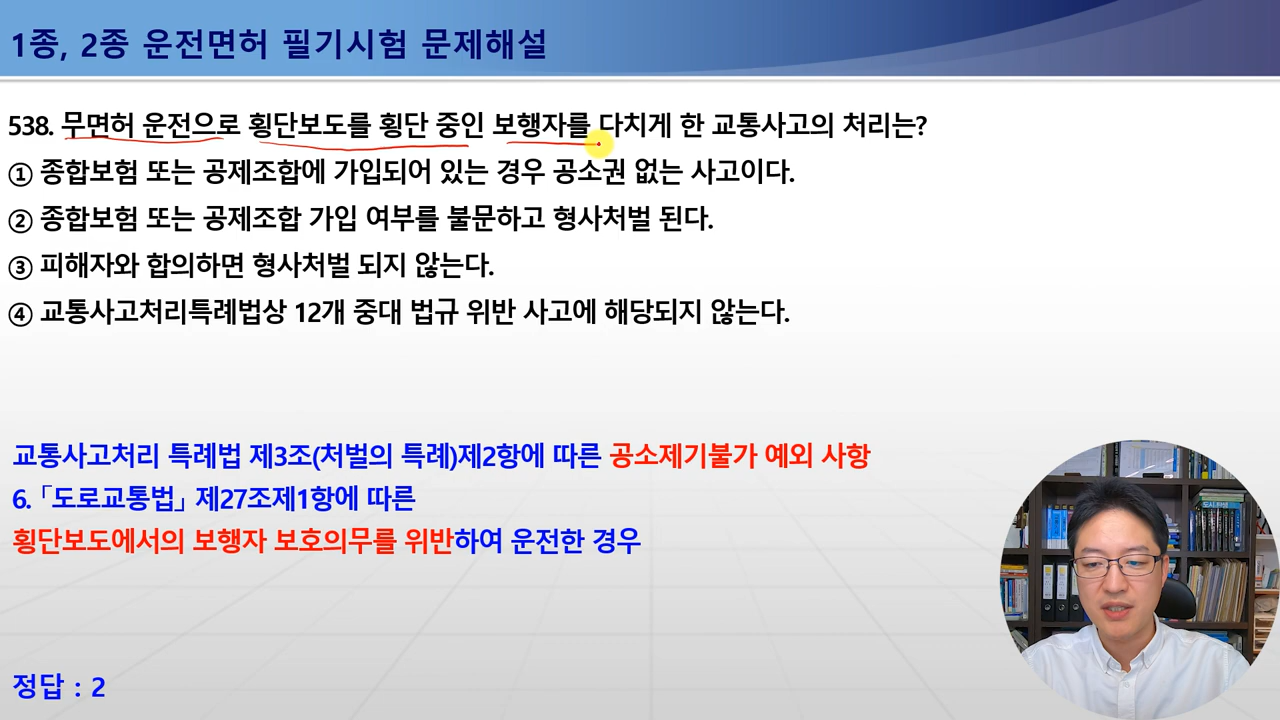 1종, 2종 운전면허 필기시험 문제해설
538. 무면허 운전으로 횡단보도를 횡단 중인 보행자를 다치게 한 교통사고의 처리는?
① 종합보험 또는 공제조합에 가입되어 있는 경우 공소권 없는 사고이다.
② 종합보험 또는 공제조합 가입 여부를 불문하고 형사처벌 된다.
③ 피해자와 합의하면 형사처벌 되지 않는다.
④ 교통사고처리특례법상 12개 중대 법규 위반 사고에 해당되지 않는다.
교통사고처리 특례법 제3조(처벌의 특례)제2항에 따른 공소제기불가 예외 사항
6. 「도로교통법」 제27조제1항에 따른
횡단보도에서의 보행자 보호의무를 위반하여 운전한 경우
정답 : 2